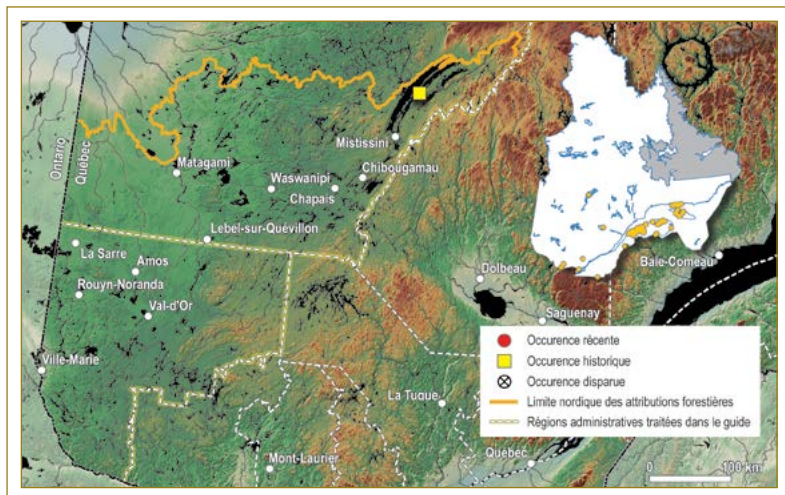 Ontario
Québec
Mistissini
Matagami
Waswanipi
Chibougamau
Chapais
Lebel-sur-Quévillon
La Sarre
Amos
Rouyn-Noranda
Val-d'Or
Ville-Marie
Dolbeau
Baie-Comeau
Saguenay
La Tuque
Mont-Laurier
Québec
Occurence récente
Occurence historique
Occurence disparue
Limite nordique des attributions forestières
Régions administratives traitées dans le guide
0 100 km